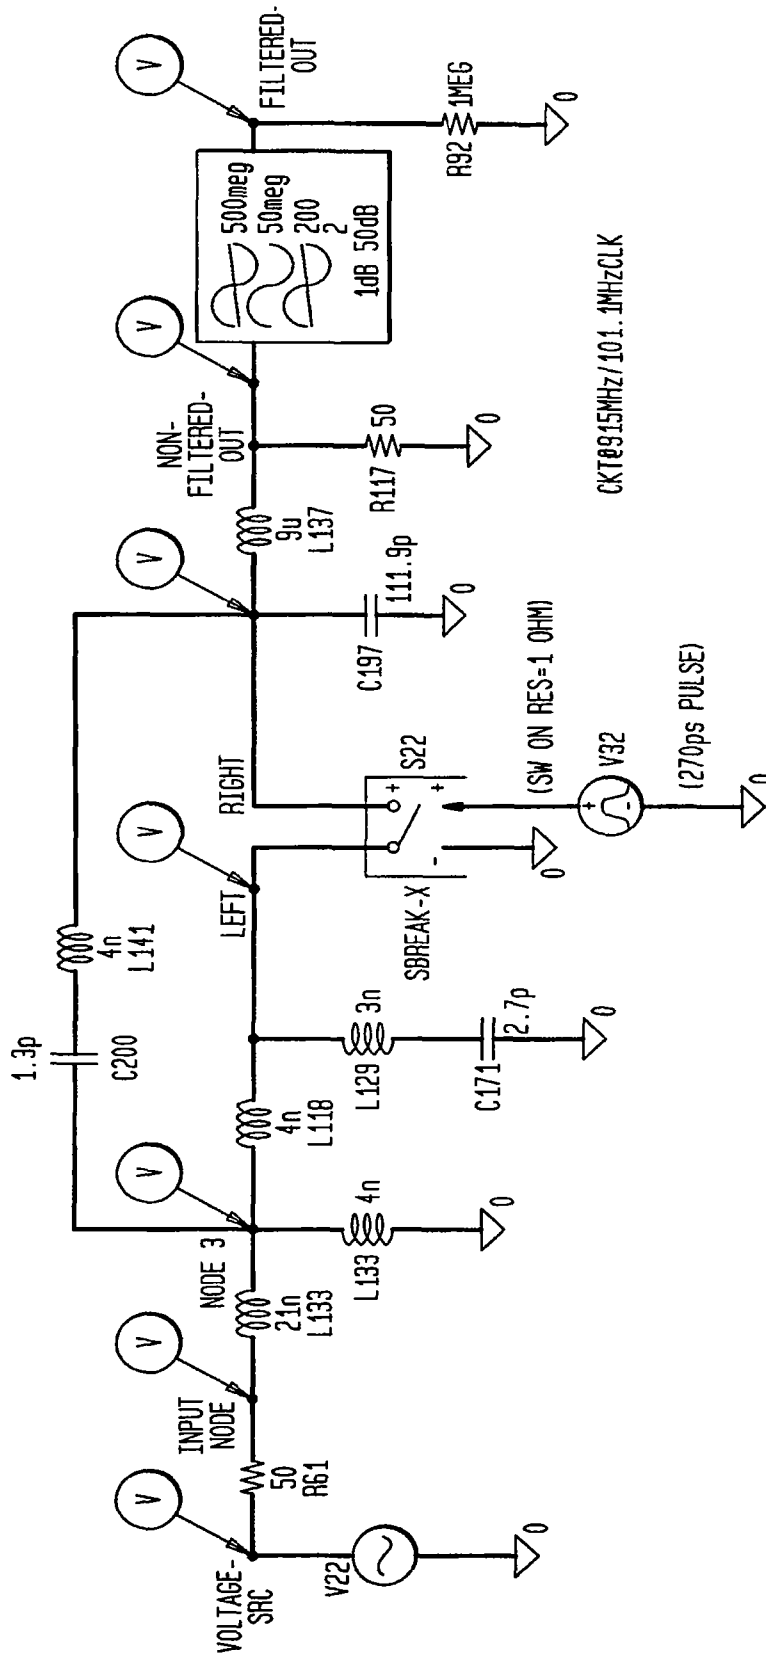 VOLTAGE-
SRC
V
V22
0
50
R61
INPUT
NODE
V
21n
L133
NODE 3
V
L133
4n
0
4n
L118
1.3p
C200
4n
L141
L129
3n
C171
2.7p
0
LEFT
V
SBREAK-X
S22
+
+
-
0
RIGHT
(SW ON RES=1 OHM)
V32
+
-
(270ps PULSE)
0
V
C197
111.9p
0
9u
L137
NON-
FILTERED-
OUT
R117
50
0
V
500meg
50meg
200
2
1dB 50dB
V
FILTERED-
OUT
R92
1MEG
0
CKT@915MHz/101.1MHzCLK